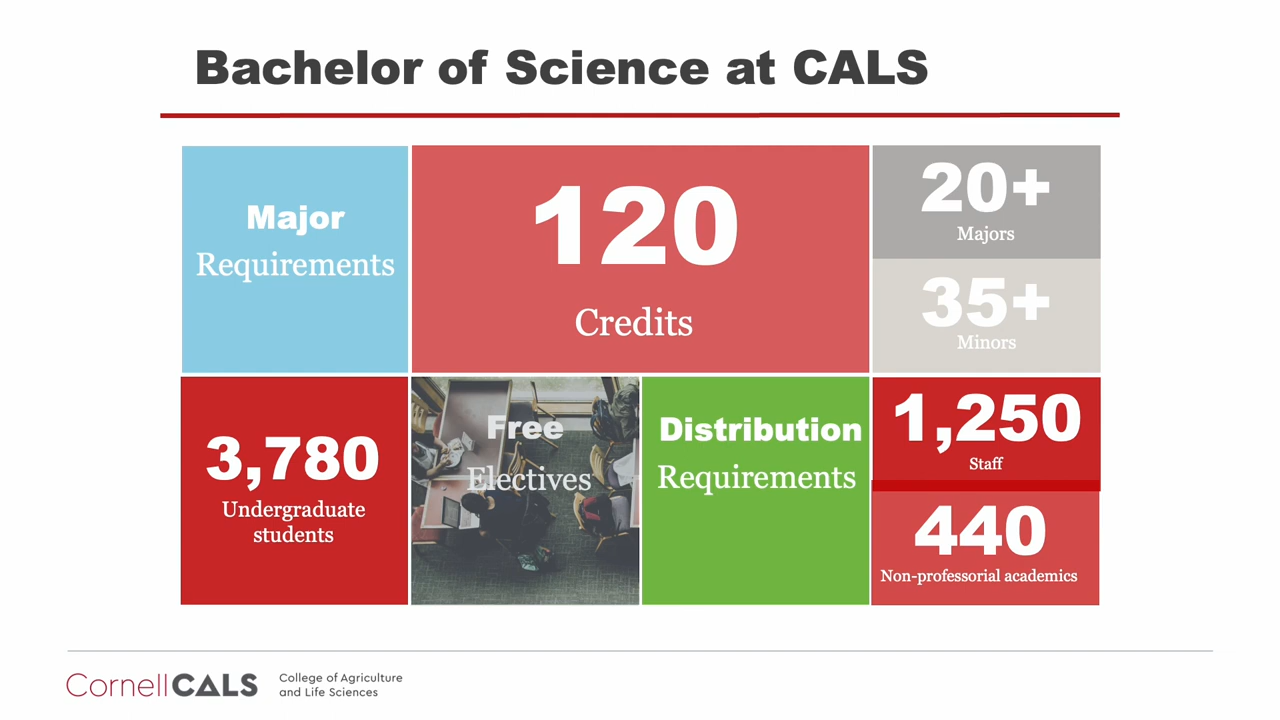 Bachelor of Science at CALS
Major
Requirements
120
Credits
20+
Majors
35+
Minors
3,780
Undergraduate
students
Free
Electives
Distribution
Requirements
1,250
Staff
440
Non-professorial academics
CornellCALS
College of Agriculture
and Life Sciences